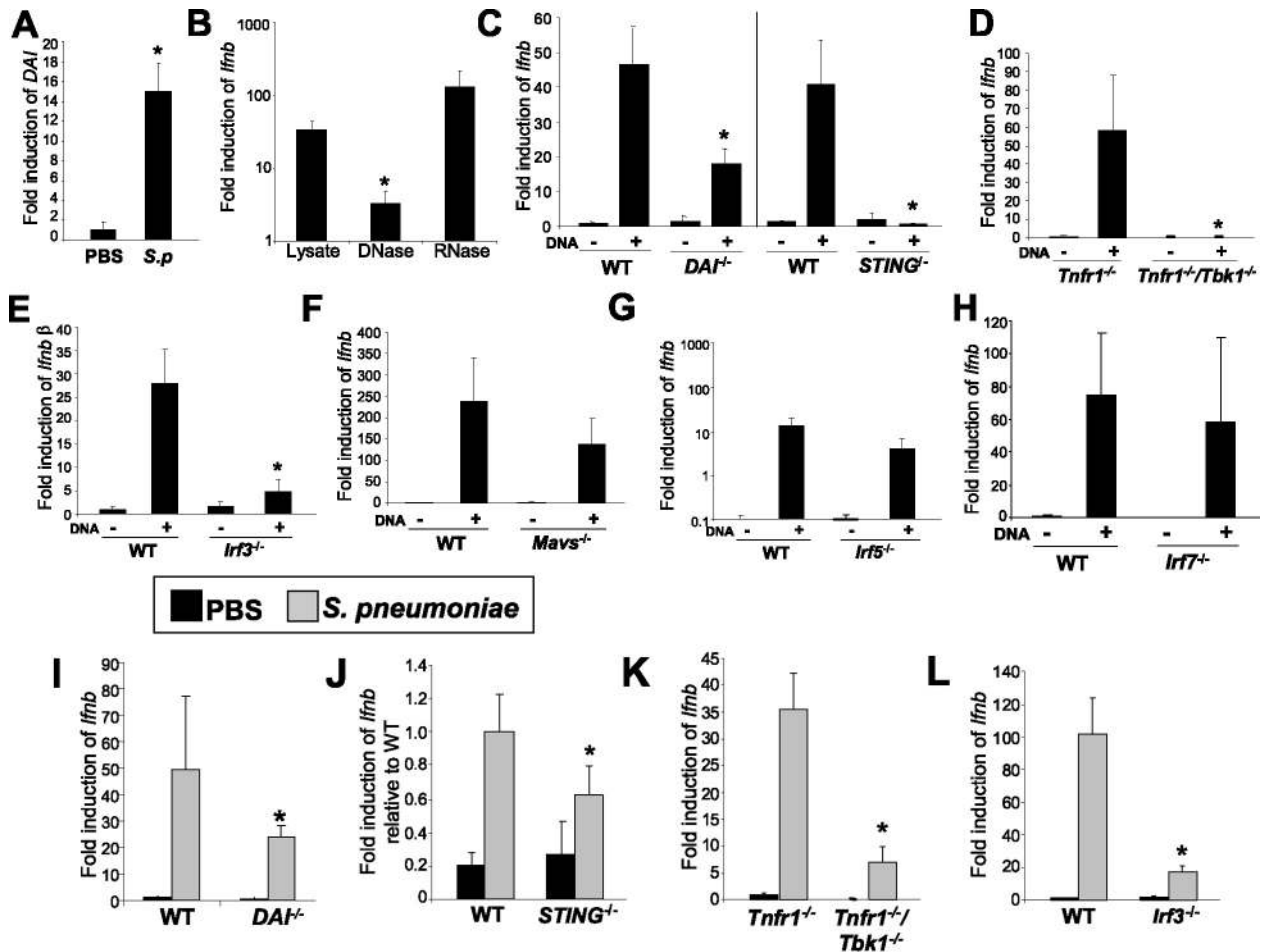 A
Fold induction of DAI
20
18
16
14
12
10
8
6
4
2
0
*
PBS S.p
B
Fold induction of Ifnb
1000
100
10
1
*
Lysate DNase RNase
C
Fold induction of Ifnb
60
40
20
0
*
*
DNA - + - + - + - +
WT DAI-/- WT STING-/-
D
Fold induction of Ifnb
100
90
80
70
60
50
40
30
20
10
0
*
DNA - + - +
Tnfr1-/- Tnfr1-/-/Tbk1-/-
E
Fold induction of Ifnb β
40
35
30
25
20
15
10
5
0
*
DNA - + - +
WT Irf3-/-
F
Fold induction of Ifnb
400
350
300
250
200
150
100
50
0
DNA - + - +
WT Mavs-/-
G
Fold induction of Ifnb
1000
100
10
1
0.1
DNA - + - +
WT Irf5-/-
H
Fold induction of Ifnb
120
100
80
60
40
20
0
DNA - + - +
WT Irf7-/-
PBS S. pneumoniae
I
Fold induction of Ifnb
90
80
70
60
50
40
30
20
10
0
*
WT DAI-/-
J
Fold induction of Ifnb
relative to WT
1.4
1.2
1.0
0.8
0.6
0.4
0.2
0
*
WT STING-/-
K
Fold induction of Ifnb
45
40
35
30
25
20
15
10
5
0
*
Tnfr1-/- Tnfr1-/-/
Tbk1-/-
L
Fold induction of Ifnb
140
120
100
80
60
40
20
0
*
WT Irf3-/-